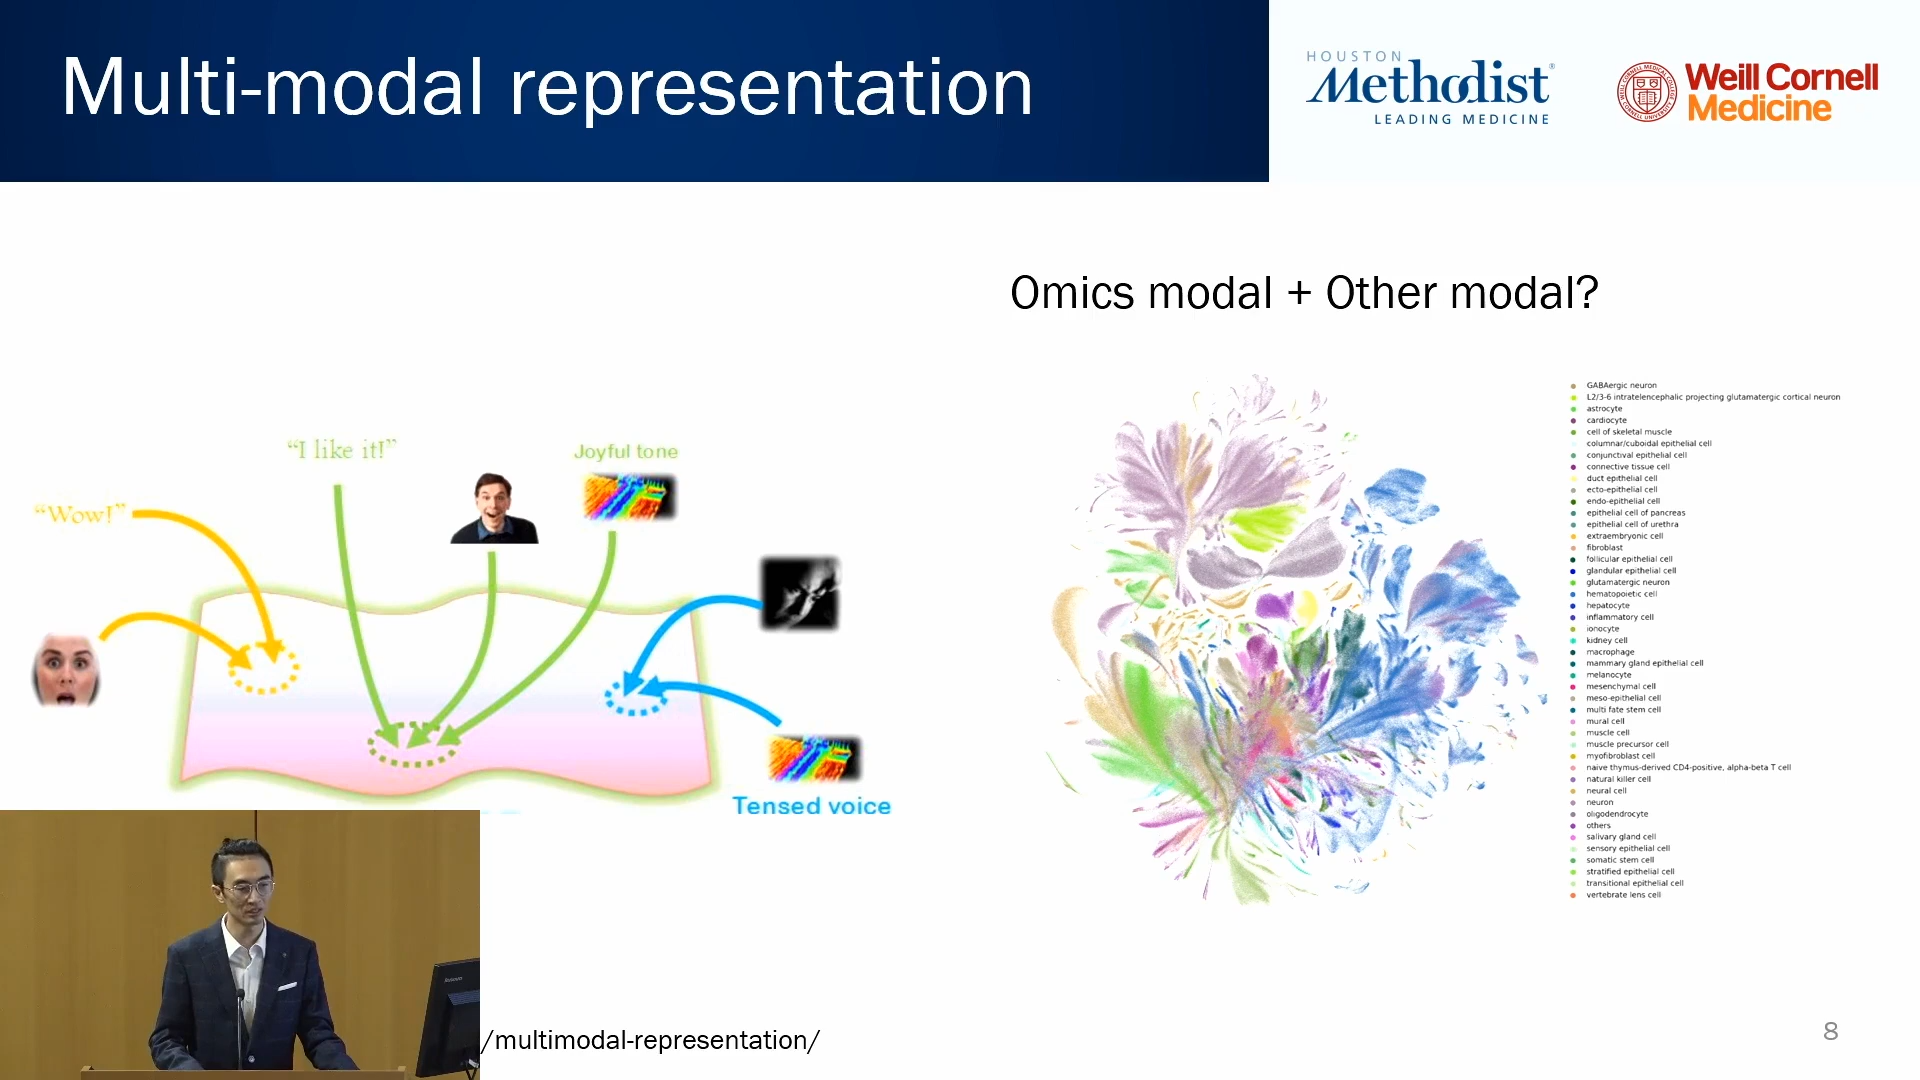 Multi-modal representation
HOUSTON
Methodist
LEADING MEDICINE
Weill Cornell
Medicine
Omics modal + Other modal?
"I like it!"
Joyful tone
"Wow!"
Tensed voice
GABAergic neuron
L2/3-6 intratelencephalic projecting glutamatergic cortical neuron
astrocyte
cardiocyte
cell of skeletal muscle
columnar/cuboidal epithelial cell
conjunctival epithelial cell
connective tissue cell
duct epithelial cell
ecto-epithelial cell
endo-epithelial cell
epithelial cell of pancreas
epithelial cell of urethra
extraembryonic cell
fibroblast
follicular epithelial cell
glandular epithelial cell
glutamatergic neuron
hematopoietic cell
hepatocyte
inflammatory cell
ionocyte
kidney cell
macrophage
mammary gland epithelial cell
melanocyte
mesenchymal cell
meso-epithelial cell
multi fate stem cell
mural cell
muscle cell
muscle precursor cell
myofibroblast cell
naive thymus-derived CD4-positive, alpha-beta T cell
natural killer cell
neural cell
neuron
oligodendrocyte
others
salivary gland cell
sensory epithelial cell
somatic stem cell
stratified epithelial cell
transitional epithelial cell
vertebrate lens cell
/multimodal-representation/
8